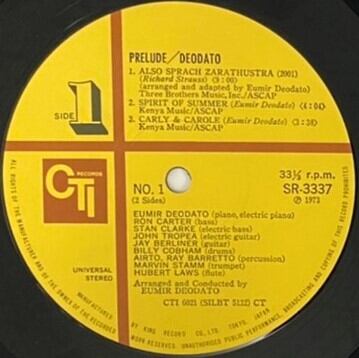 PRELUDE/DEODATO
1. ALSO SPRACH ZARATHUSTRA (2001)
(Richard Strauss) (9:00)
(arranged and adapted by Eumir Deodato)
Three Brothers Music, Inc./ASCAP
2. SPIRIT OF SUMMER (Eumir Deodato) (4:04)
Kenya Music/ASCAP
3. CARLY & CAROLE (Eumir Deodato) (3:38)
Kenya Music/ASCAP
SIDE 1
CTI
RECORDS
UNIVERSAL
STEREO
NO. 1
(2 Sides)
33⅓ r.p.m.
SR-3337
℗ 1973
EUMIR DEODATO (piano, electric piano)
RON CARTER (bass)
STAN CLARKE (electric bass)
JOHN TROPEA (electric guitar)
JAY BERLINER (guitar)
BILLY COBHAM (drums)
AIRTO, RAY BARRETTO (percussion)
MARVIN STAMM (trumpet)
HUBERT LAWS (flute)
Arranged and Conducted by
EUMIR DEODATO
CTI 6021 (SILBT 5132) CT
ALL RIGHTS OF THE MANUFACTURER AND OF THE OWNER OF THE RECORDED WORK RESERVED. UNAUTHORISED PUBLIC PERFORMANCE, BROADCASTING AND COPYING OF THIS RECORD PROHIBITED.
MANUFACTURED BY KING RECORD CO., LTD. TOKYO, JAPAN.